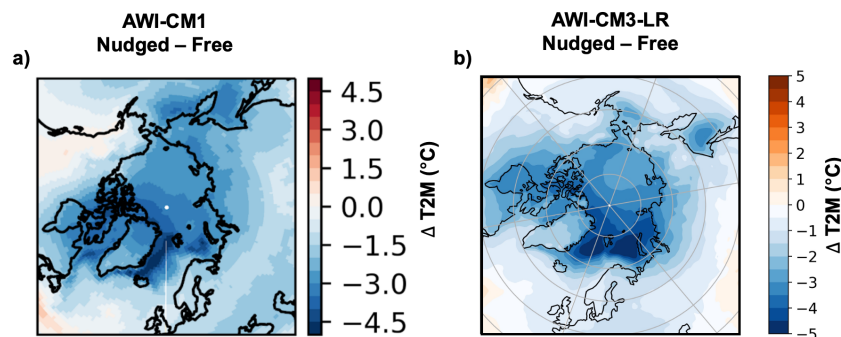 AWI-CM1
Nudged – Free
a)
4.5
3.0
1.5
0.0
−1.5
−3.0
−4.5
Δ T2M (°C)
AWI-CM3-LR
Nudged – Free
b)
5
4
3
2
1
0
−1
−2
−3
−4
−5
Δ T2M (°C)